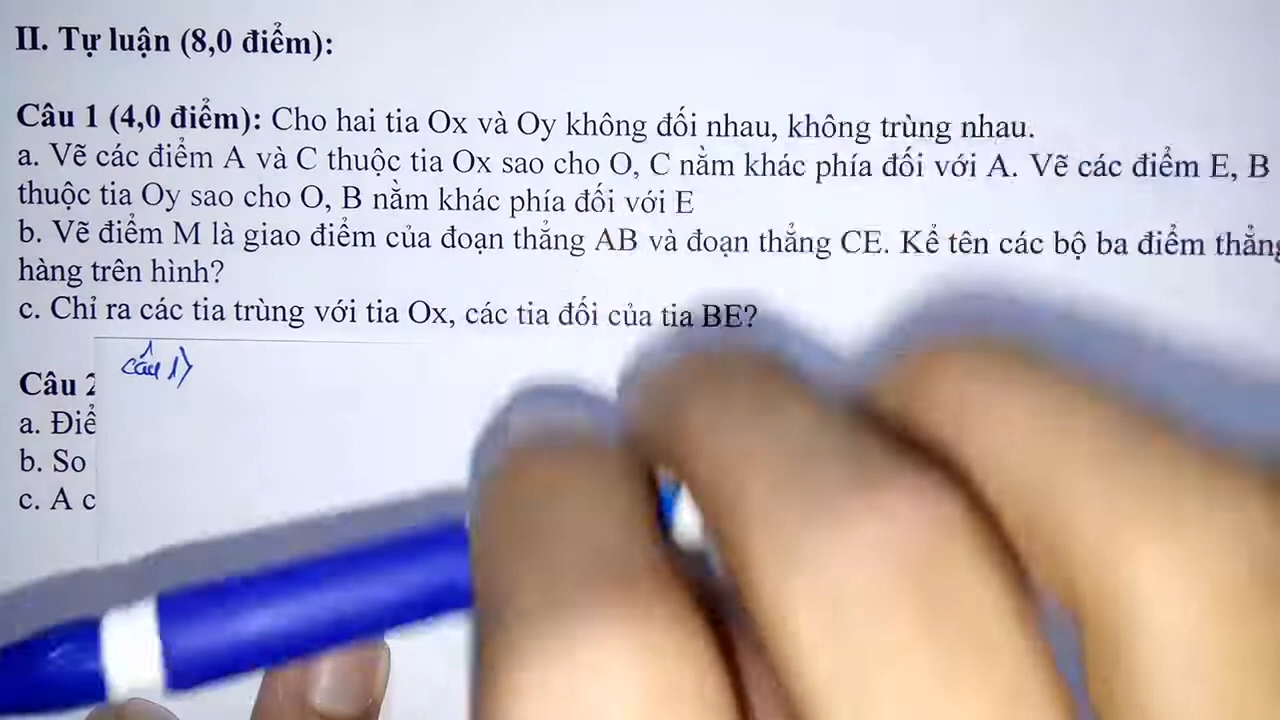 II. Tự luận (8,0 điểm):
Câu 1 (4,0 điểm): Cho hai tia Ox và Oy không đối nhau, không trùng nhau.
a. Vẽ các điểm A và C thuộc tia Ox sao cho O, C nằm khác phía đối với A. Vẽ các điểm E, B
thuộc tia Oy sao cho O, B nằm khác phía đối với E
b. Vẽ điểm M là giao điểm của đoạn thẳng AB và đoạn thẳng CE. Kể tên các bộ ba điểm thẳng
hàng trên hình?
c. Chỉ ra các tia trùng với tia Ox, các tia đối của tia BE?
Câu 1)
Câu 2
a. Điể
b. So
c. A c